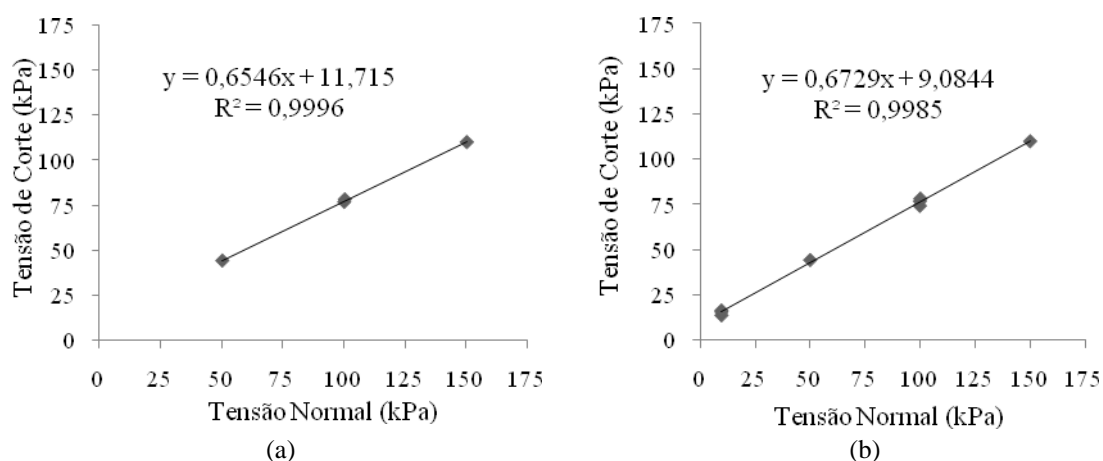 175
150
125
100
75
50
25
0
Tensão de Corte (kPa)
y = 0,6546x + 11,715
R² = 0,9996
0 25 50 75 100 125 150 175
Tensão Normal (kPa)
(a)
175
150
125
100
75
50
25
0
Tensão de Corte (kPa)
y = 0,6729x + 9,0844
R² = 0,9985
0 25 50 75 100 125 150 175
Tensão Normal (kPa)
(b)